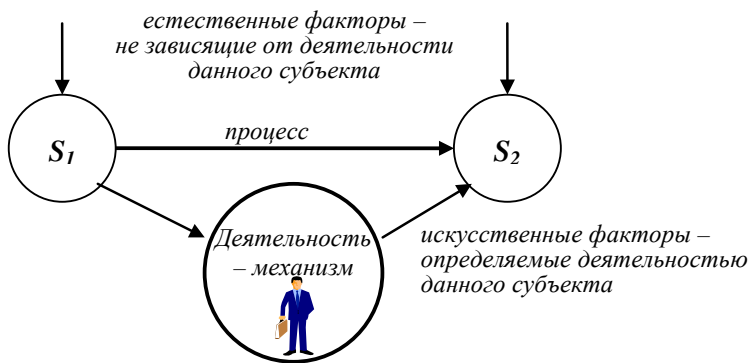 естественные факторы –
не зависящие от деятельности
данного субъекта
S1
процесс
S2
Деятельность
– механизм
искусственные факторы –
определяемые деятельностью
данного субъекта